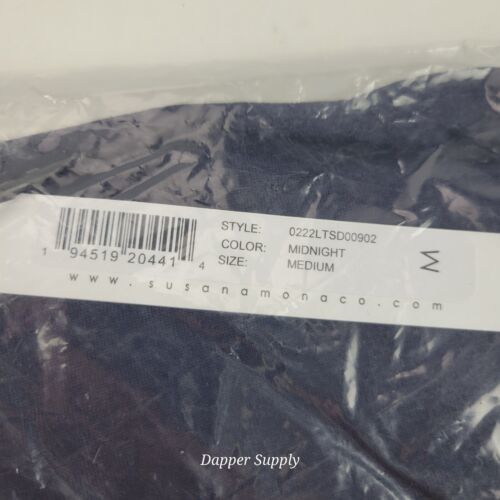 STYLE: 0222LTSD00902
COLOR: MIDNIGHT
SIZE: MEDIUM
M
1 94519 20441 4
www.susanamonaco.com
Dapper Supply